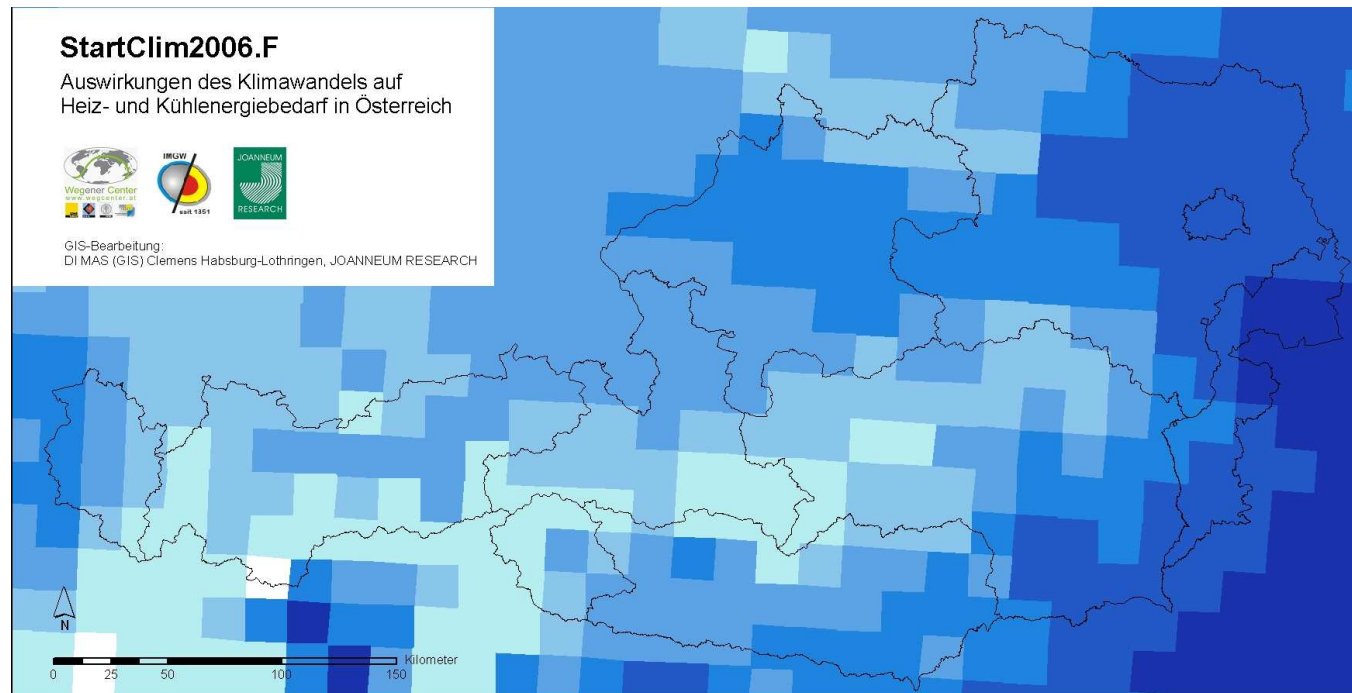 StartClim2006.F
Auswirkungen des Klimawandels auf
Heiz- und Kühlenergiebedarf in Österreich
Wegener Center
www.wegcenter.at
IMGW
seit 1351
JOANNEUM
RESEARCH
GIS-Bearbeitung:
DI MAS (GIS) Clemens Habsburg-Lothringen, JOANNEUM RESEARCH
N
Kilometer
0 25 50 100 150